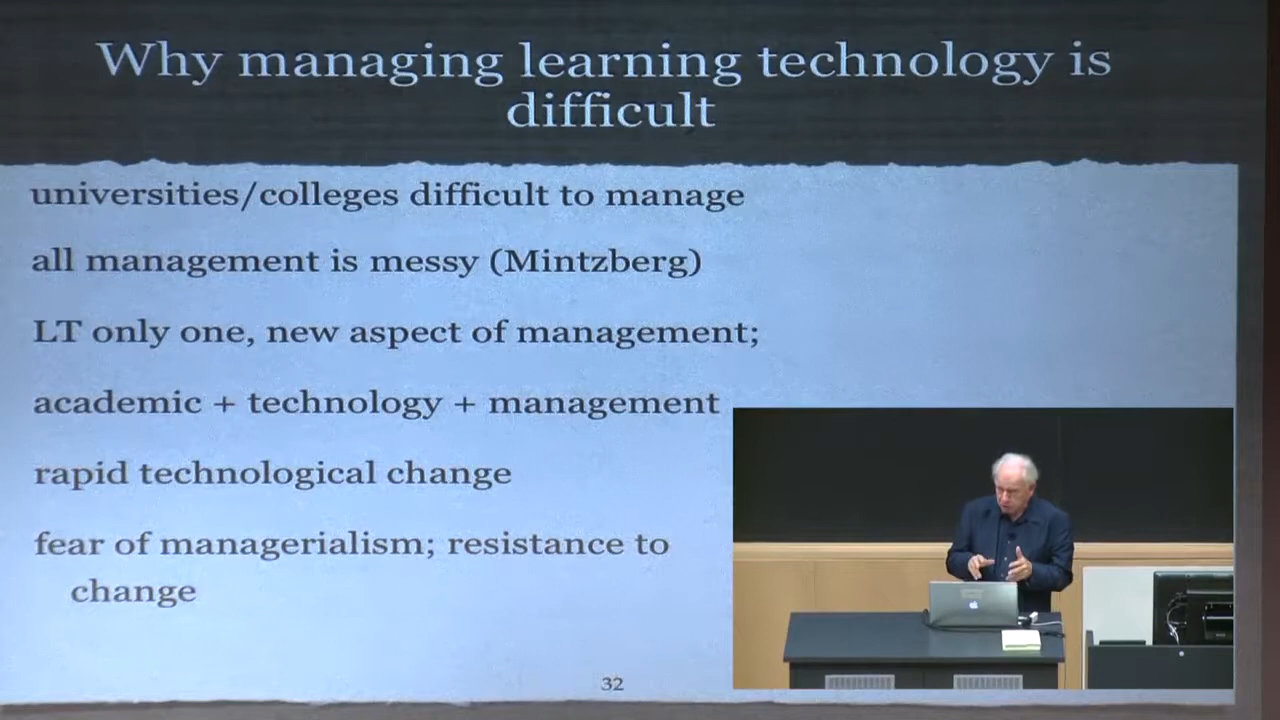 Why managing learning technology is
difficult
universities/colleges difficult to manage
all management is messy (Mintzberg)
LT only one, new aspect of management;
academic + technology + management
rapid technological change
fear of managerialism; resistance to
change
32